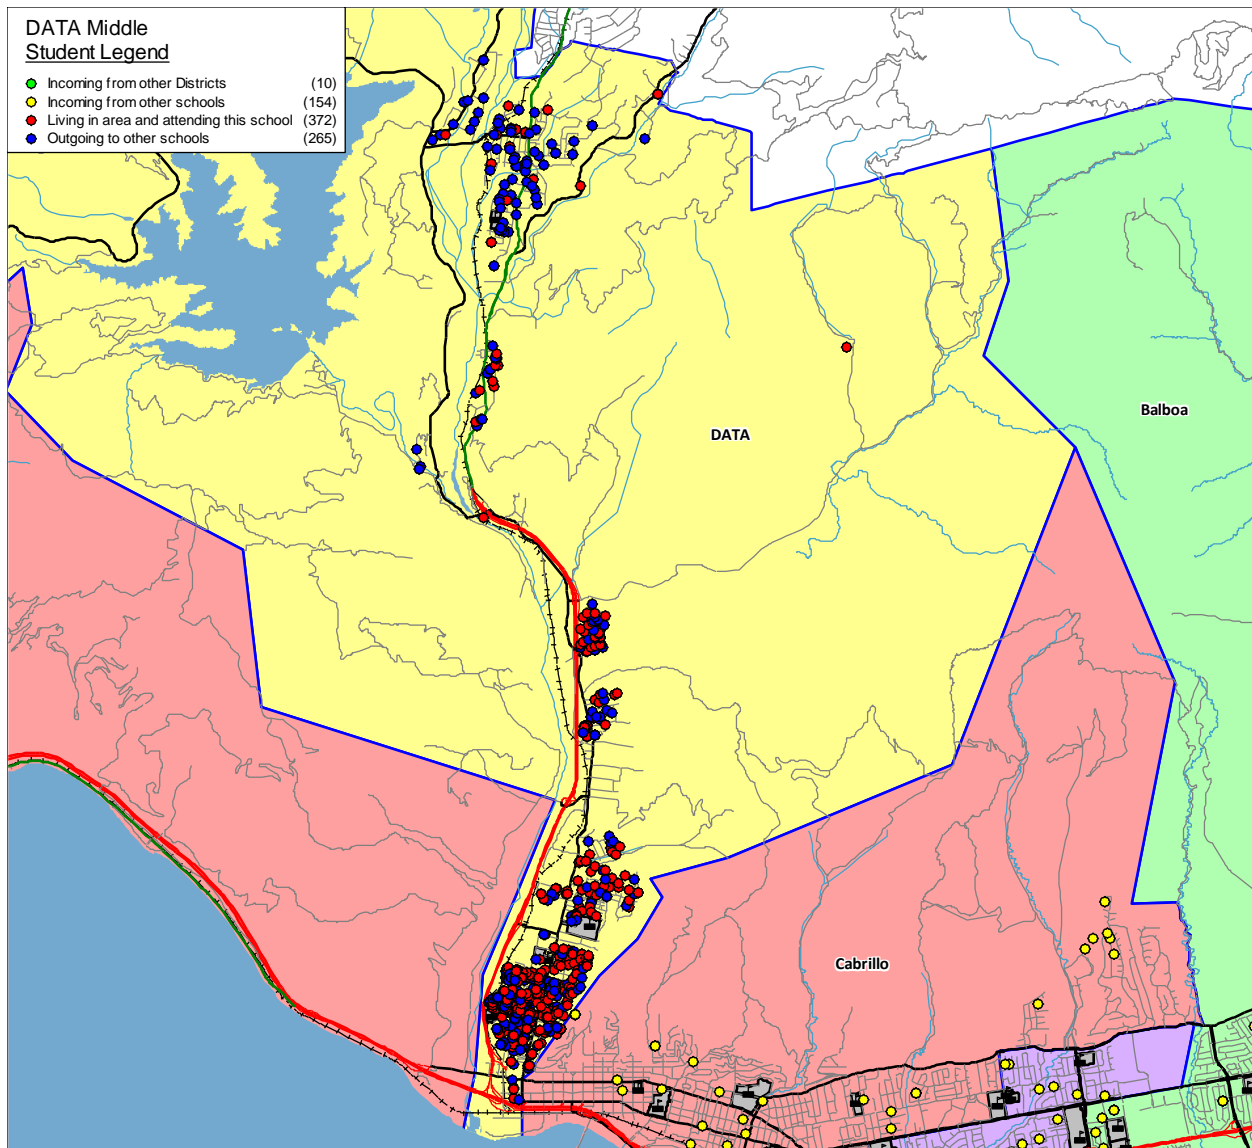 DATA Middle
Student Legend
Incoming from other Districts (10)
Incoming from other schools (154)
Living in area and attending this school (372)
Outgoing to other schools (265)
Balboa
DATA
Cabrillo